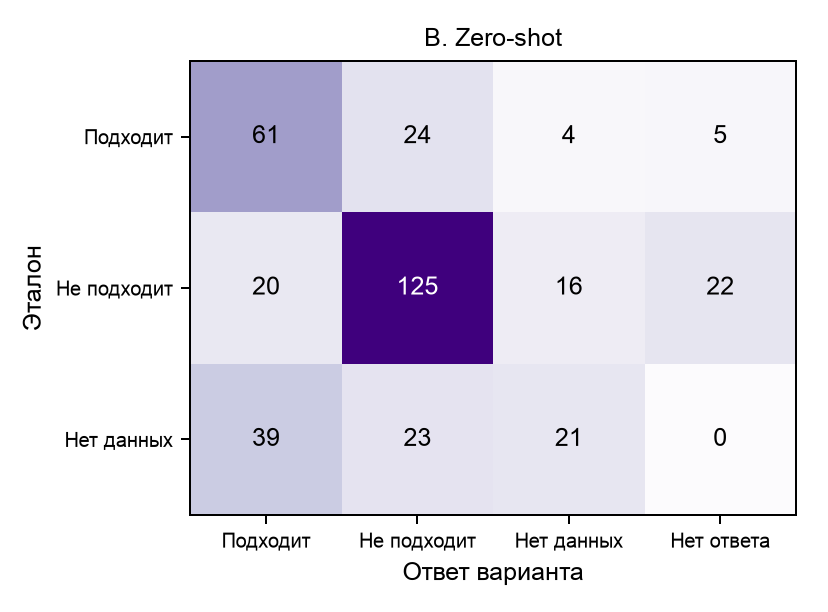 B. Zero-shot
Эталон
Подходит 61 24 4 5
Не подходит 20 125 16 22
Нет данных 39 23 21 0
Подходит Не подходит Нет данных Нет ответа
Ответ варианта